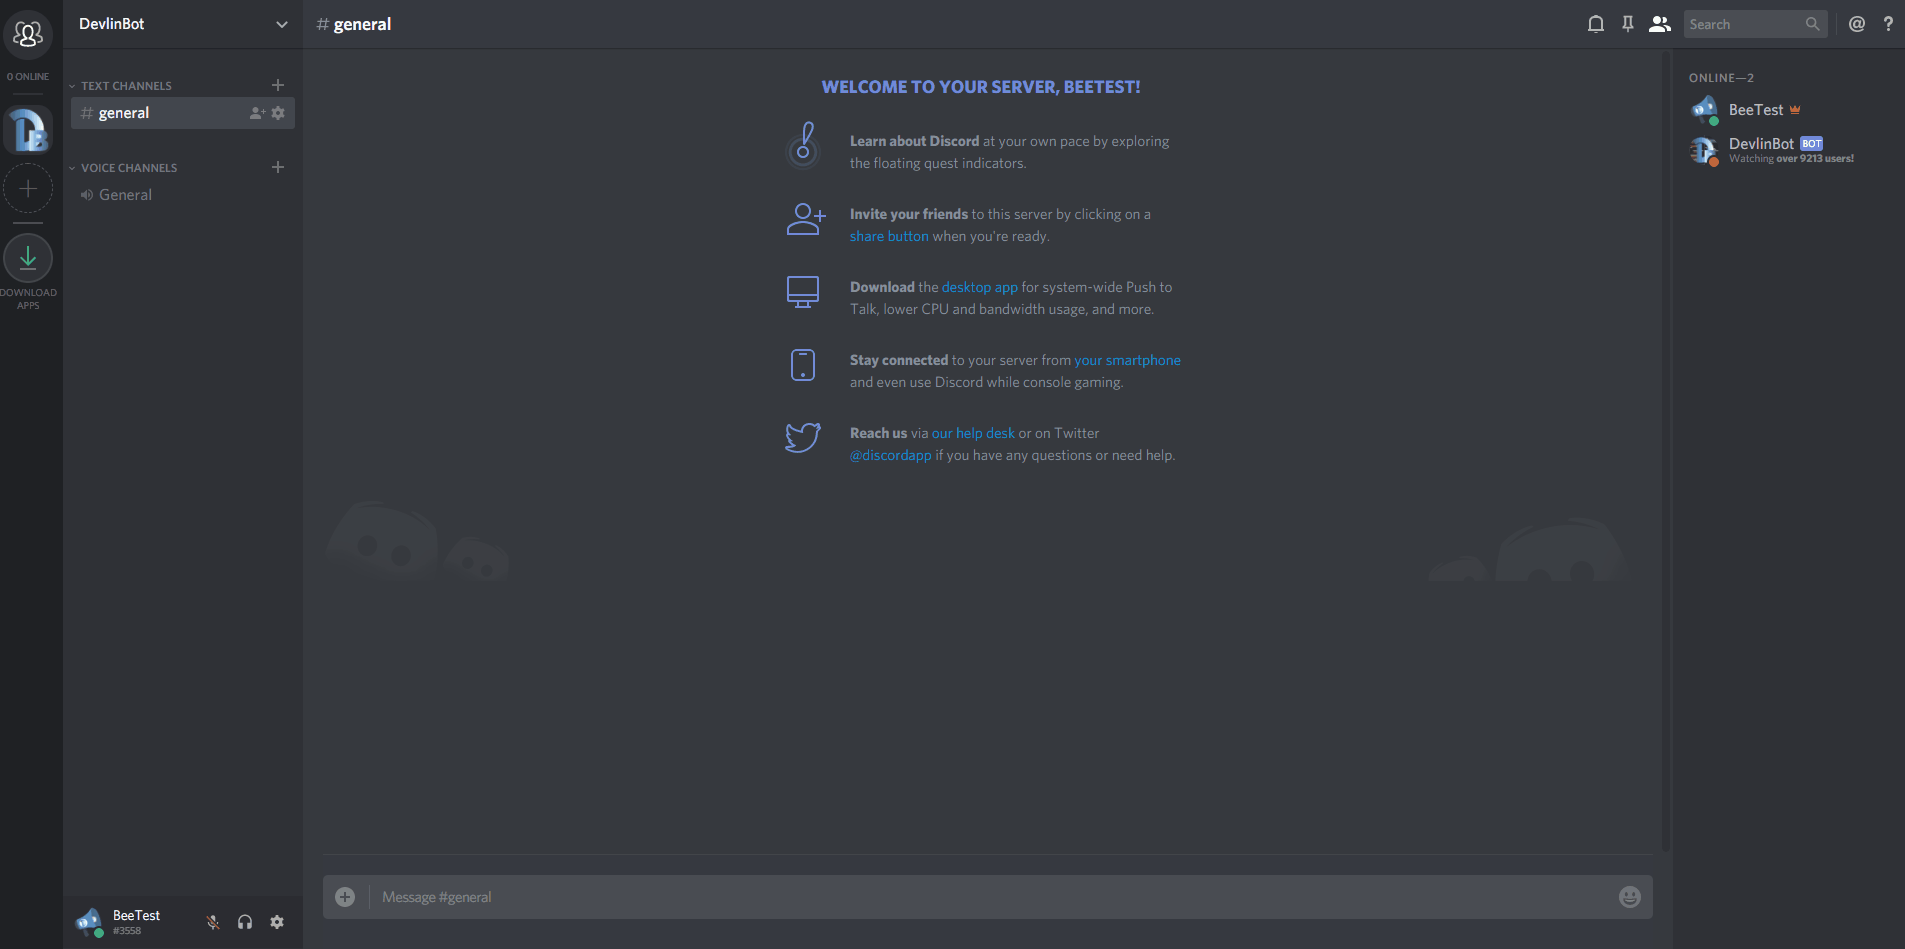 0 ONLINE
DB
DOWNLOAD
APPS
DevlinBot
TEXT CHANNELS
# general
VOICE CHANNELS
General
BeeTest
#3558
# general
Search
@ ?
WELCOME TO YOUR SERVER, BEETEST!
Learn about Discord at your own pace by exploring
the floating quest indicators.
Invite your friends to this server by clicking on a
share button when you're ready.
Download the desktop app for system-wide Push to
Talk, lower CPU and bandwidth usage, and more.
Stay connected to your server from your smartphone
and even use Discord while console gaming.
Reach us via our help desk or on Twitter
@discordapp if you have any questions or need help.
Message #general
ONLINE—2
BeeTest
DevlinBot BOT
Watching over 9213 users!